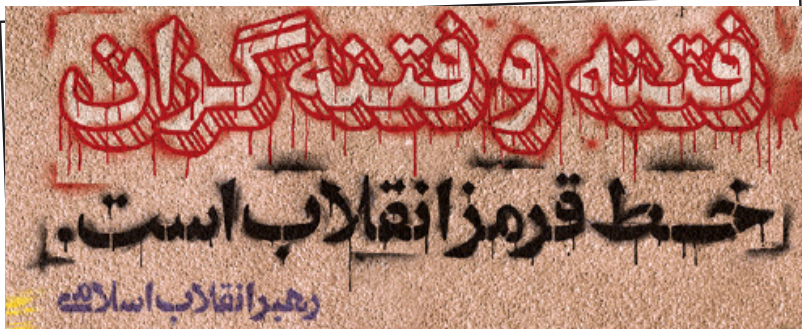 فتنه و فتنه گران
خط قرمز انقلاب است.
رهبر انقلاب اسلامی